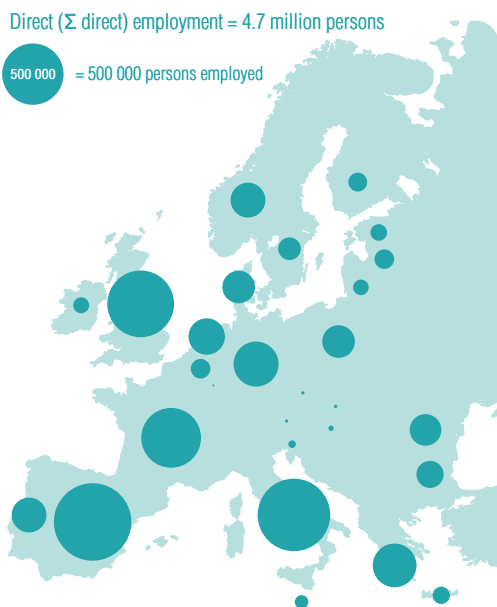 Direct (Σ direct) employment = 4.7 million persons
500 000 = 500 000 persons employed